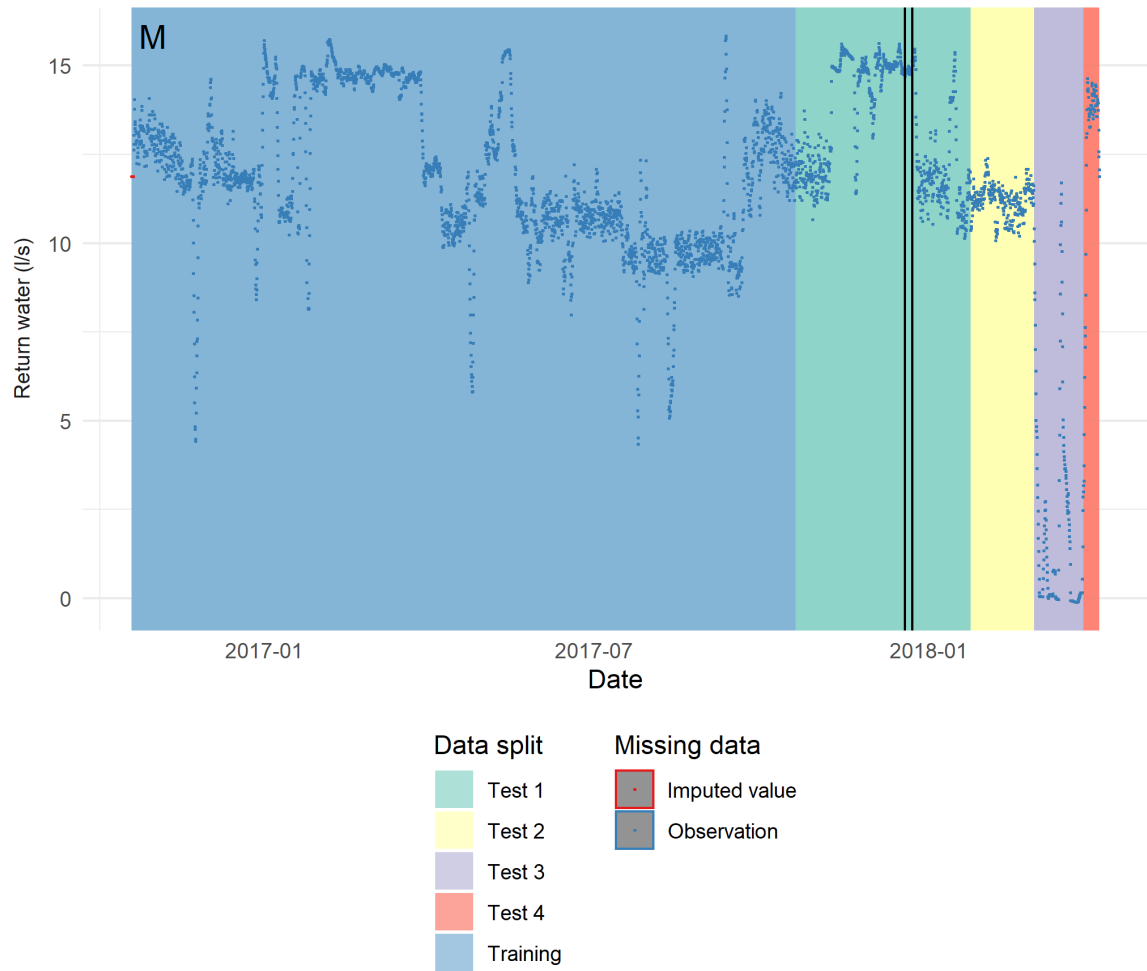 M
15
10
5
0
Return water (l/s)
2017-01 2017-07 2018-01
Date
Data split
Test 1
Test 2
Test 3
Test 4
Training
Missing data
Imputed value
Observation